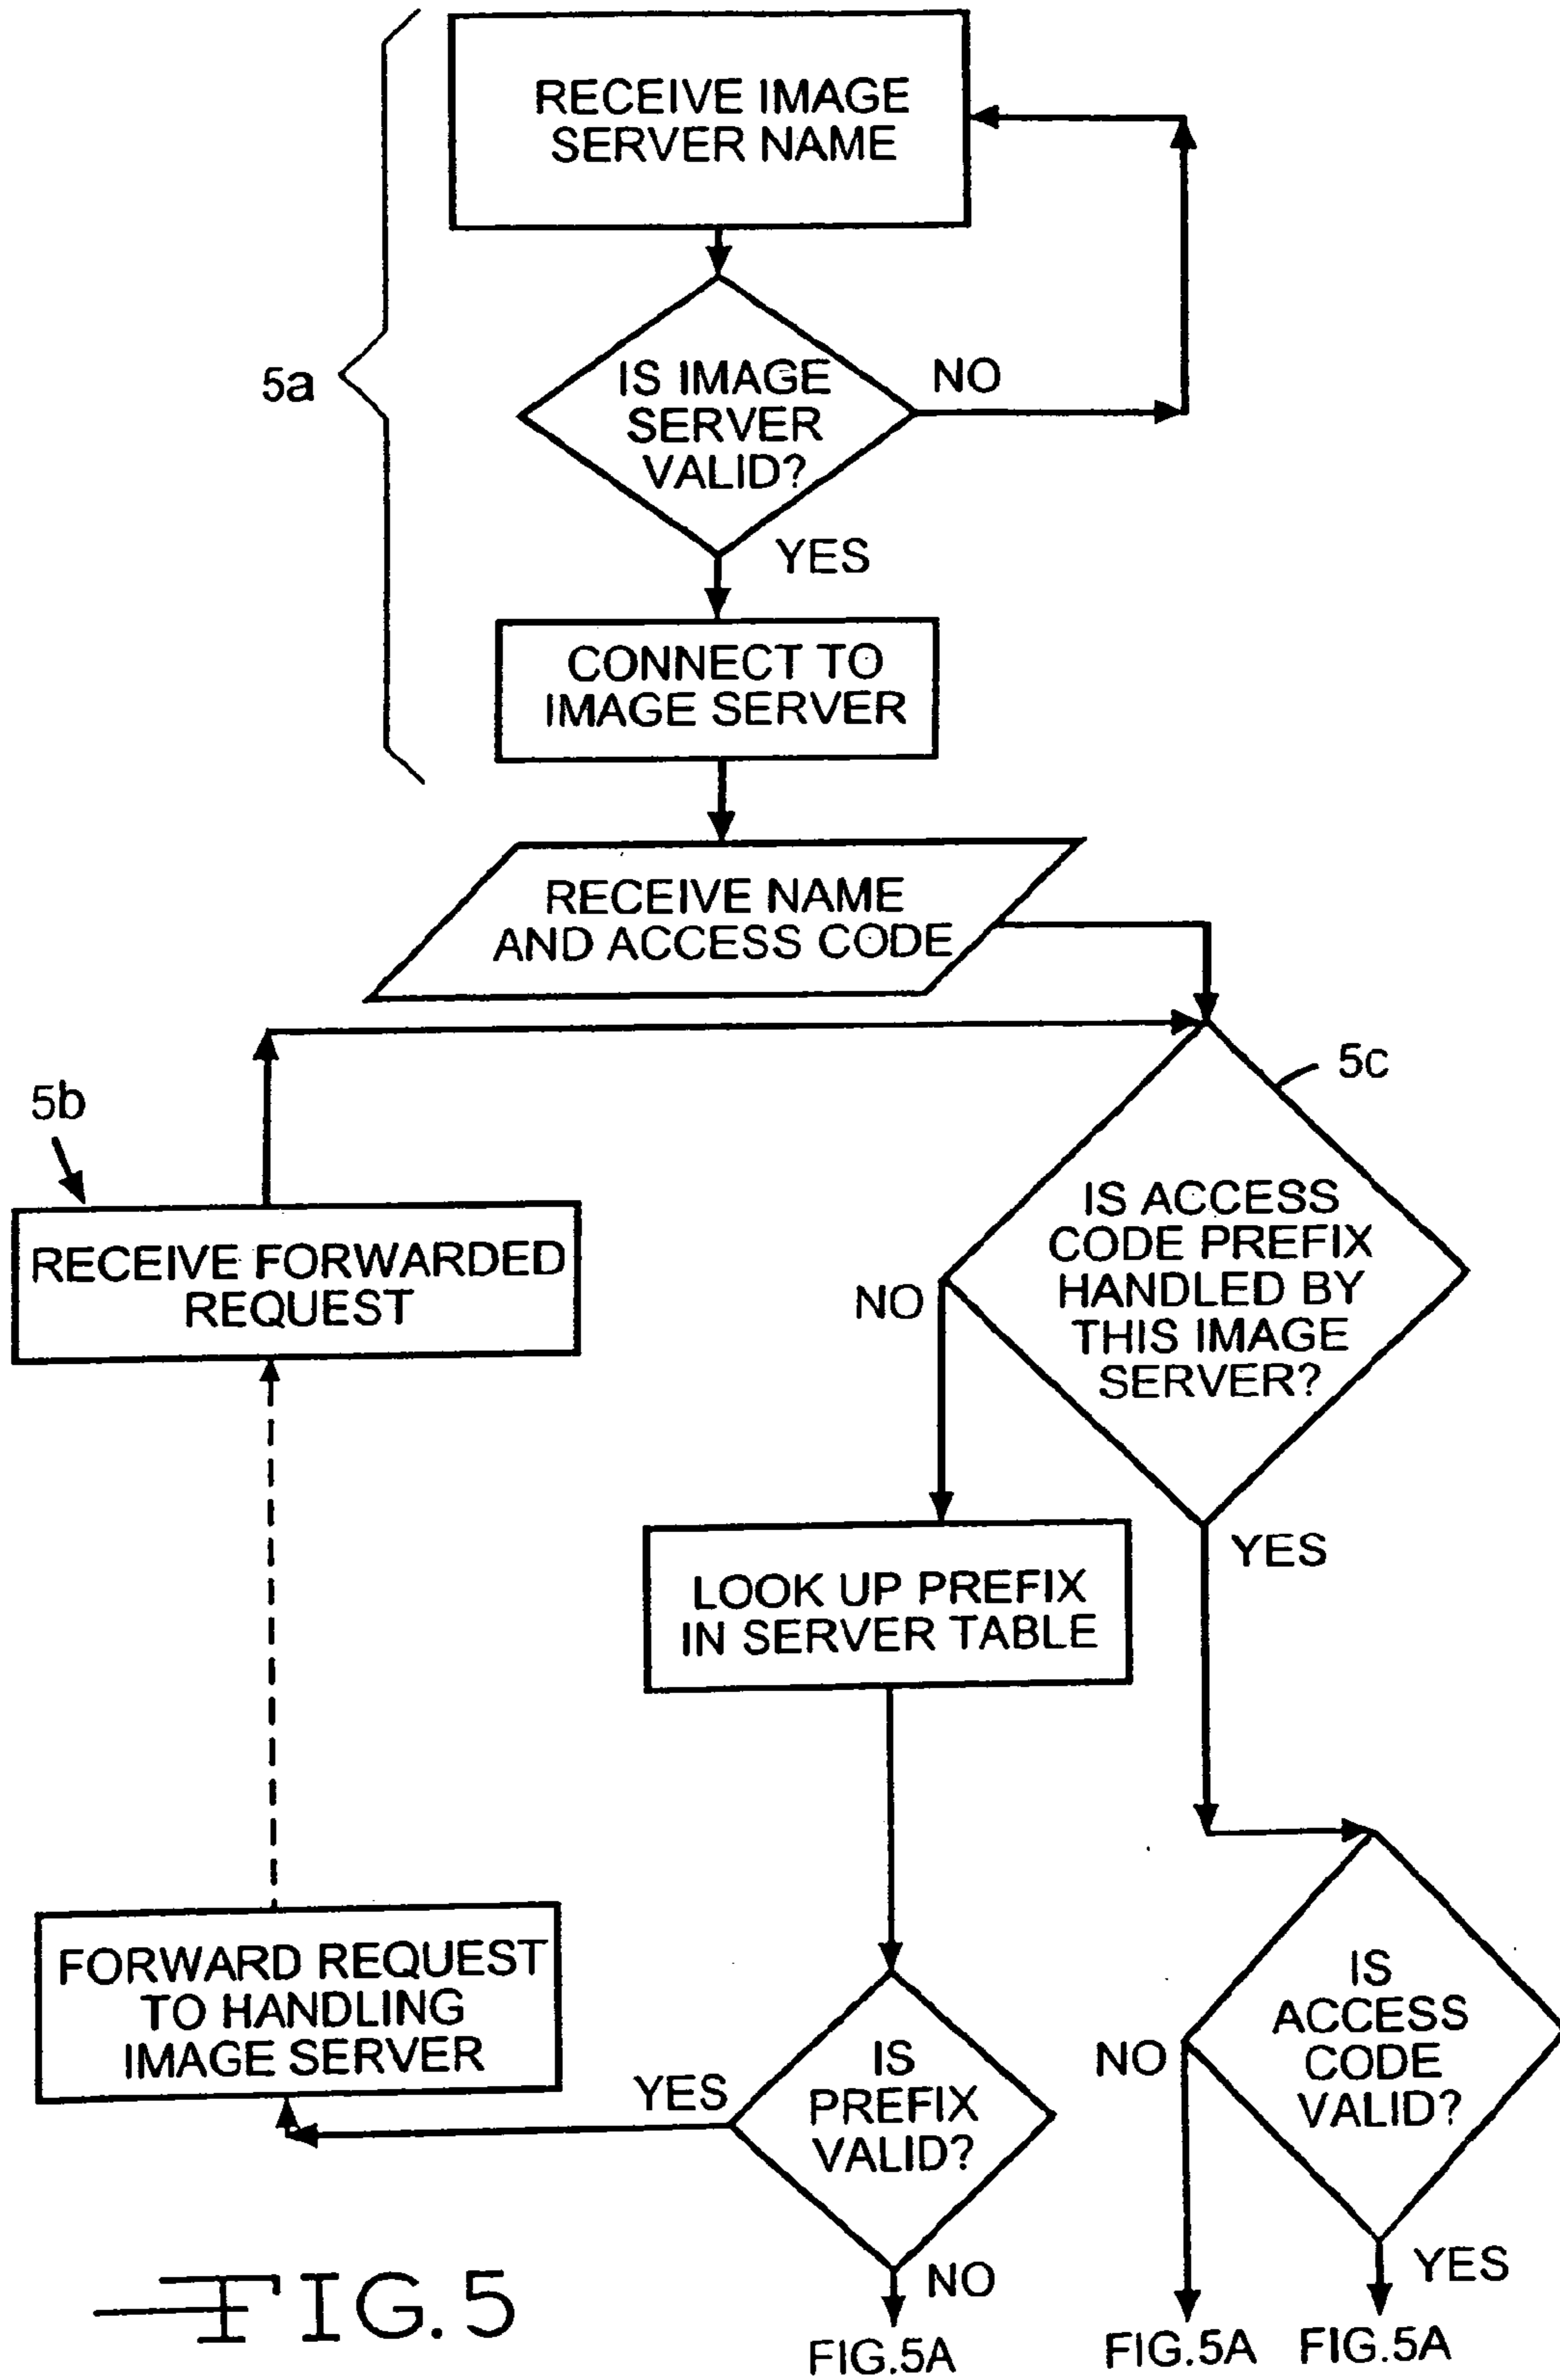 RECEIVE IMAGE
SERVER NAME
5a
IS IMAGE
SERVER
VALID?
NO
YES
CONNECT TO
IMAGE SERVER
RECEIVE NAME
AND ACCESS CODE
5b
5c
RECEIVE FORWARDED
REQUEST
IS ACCESS
CODE PREFIX
HANDLED BY
THIS IMAGE
SERVER?
NO
YES
LOOK UP PREFIX
IN SERVER TABLE
FORWARD REQUEST
TO HANDLING
IMAGE SERVER
YES
IS
PREFIX
VALID?
NO
IS
ACCESS
CODE
VALID?
NO
YES
FIG.5A
FIG.5A
FIG.5A
FIG.5